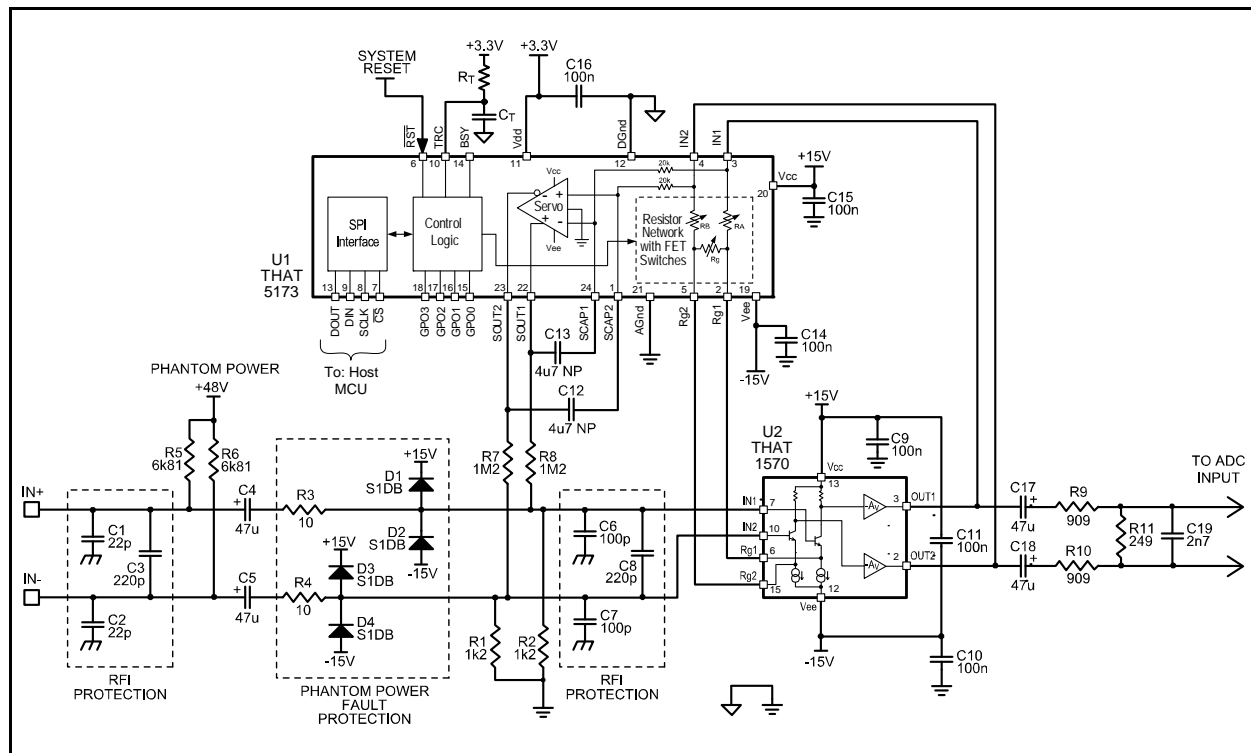 SYSTEM
RESET
+3.3V
RT
CT
+3.3V
C16
100n
RST
TRC
BSY
Vdd
DGnd
IN2
IN1
6
10
14
11
12
4
3
20k
20k
+15V
Vcc
20
C15
100n
SPI
Interface
Control
Logic
Vcc
Servo
Vee
- +
+ -
Resistor
Network
with FET
Switches
RB
RA
Rg
U1
THAT
5173
13
9
8
7
18
17
16
15
23
22
24
1
21
5
2
19
DOUT
DIN
SCLK
CS
GPO3
GPO2
GPO1
GPO0
SOUT2
SOUT1
SCAP1
SCAP2
AGnd
Rg2
Rg1
Vee
C14
100n
-15V
To: Host
MCU
C13
4u7 NP
C12
4u7 NP
PHANTOM POWER
+48V
R5
6k81
R6
6k81
R7
1M2
R8
1M2
+15V
C9
100n
U2
THAT
1570
Vcc
13
IN+
C4
+
47u
R3
10
+15V
D1
S1DB
D2
S1DB
-15V
IN1
7
IN2
10
Rg1
6
Rg2
15
-AV
-AV
3
OUT1
2
OUT2
12
Vee
-15V
C11
100n
C10
100n
C17
+
47u
C18
+
47u
R9
909
R10
909
R11
249
C19
2n7
TO ADC
INPUT
C1
22p
C3
220p
C2
22p
IN-
C5
+
47u
R4
10
+15V
D3
S1DB
D4
S1DB
-15V
R1
1k2
R2
1k2
C6
100p
C8
220p
C7
100p
RFI
PROTECTION
PHANTOM POWER
FAULT
PROTECTION
RFI
PROTECTION